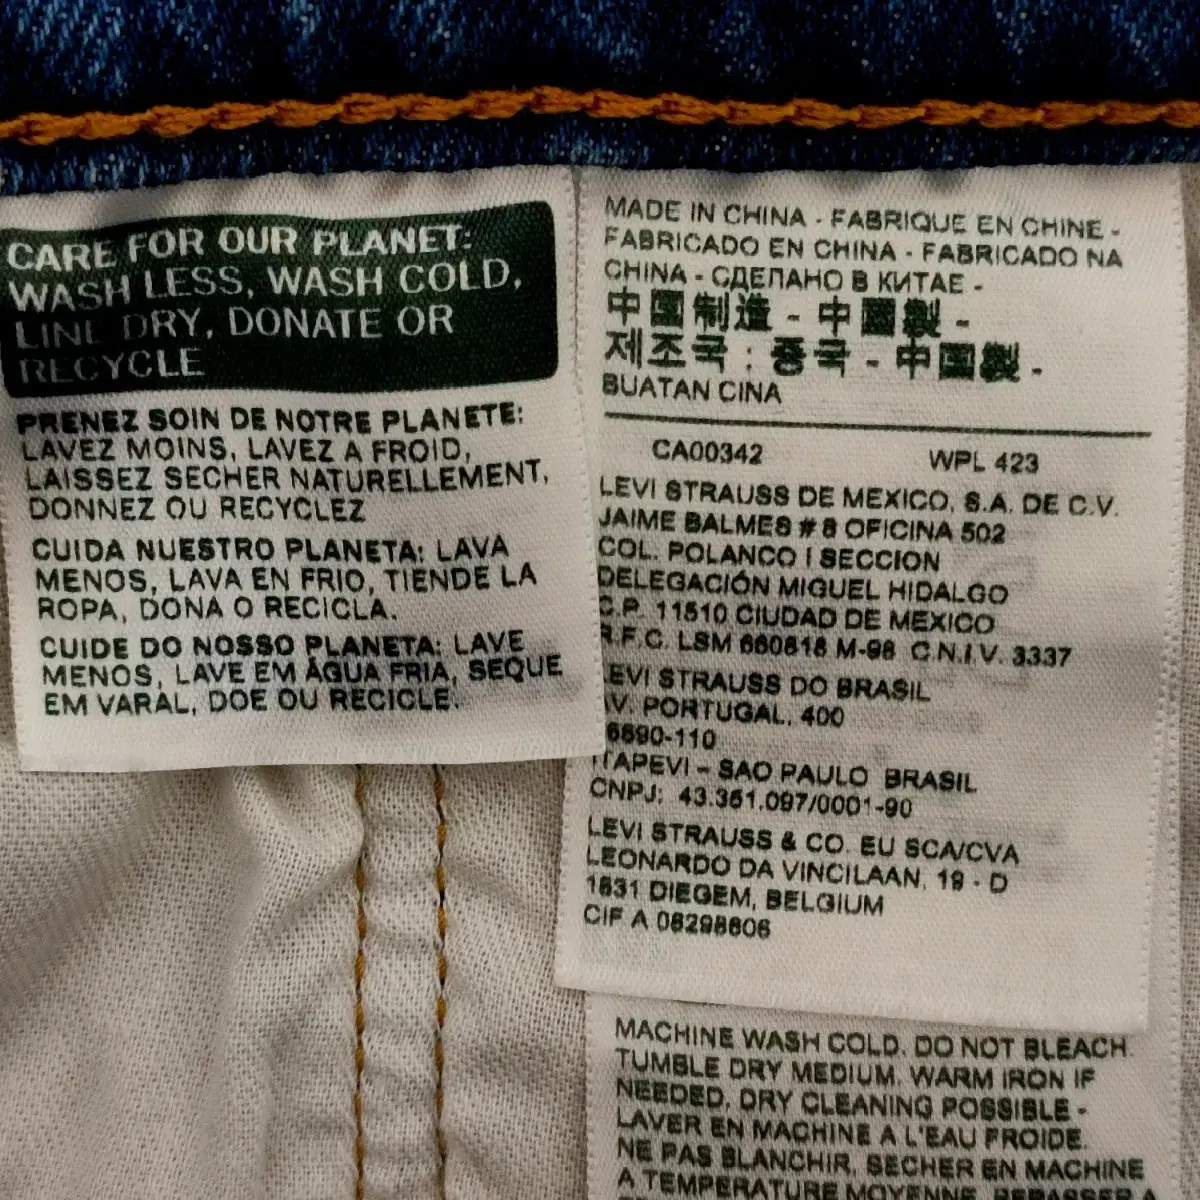 CARE FOR OUR PLANET:
WASH LESS, WASH COLD,
LINE DRY, DONATE OR
RECYCLE
PRENEZ SOIN DE NOTRE PLANETE:
LAVEZ MOINS, LAVEZ A FROID,
LAISSEZ SECHER NATURELLEMENT,
DONNEZ OU RECYCLEZ
CUIDA NUESTRO PLANETA: LAVA
MENOS, LAVA EN FRIO, TIENDE LA
ROPA, DONA O RECICLA.
CUIDE DO NOSSO PLANETA: LAVE
MENOS, LAVE EM ÁGUA FRIA, SEQUE
EM VARAL, DOE OU RECICLE.
MADE IN CHINA - FABRIQUE EN CHINE -
FABRICADO EN CHINA - FABRICADO NA
CHINA - СДЕЛАНО В КИТАЕ -
中國制造 - 中國製 -
제조국 : 중국 - 中國製 -
BUATAN CINA
CA00342 WPL 423
LEVI STRAUSS DE MEXICO, S.A. DE C.V.
JAIME BALMES # 8 OFICINA 502
COL. POLANCO I SECCION
DELEGACIÓN MIGUEL HIDALGO
C.P. 11510 CIUDAD DE MEXICO
R.F.C. LSM 660818 M-98 C.N.I.V. 3337
EVI STRAUSS DO BRASIL
V. PORTUGAL, 400
6690-110
ITAPEVI - SAO PAULO BRASIL
CNPJ: 43.361.097/0001-90
LEVI STRAUSS & CO. EU SCA/CVA
LEONARDO DA VINCILAAN, 19 - D
1831 DIEGEM, BELGIUM
CIF A 08298606
MACHINE WASH COLD. DO NOT BLEACH.
TUMBLE DRY MEDIUM. WARM IRON IF
NEEDED. DRY CLEANING POSSIBLE -
LAVER EN MACHINE A L'EAU FROIDE.
NE PAS BLANCHIR. SECHER EN MACHINE
A TEMPERATURE MOYENNE.